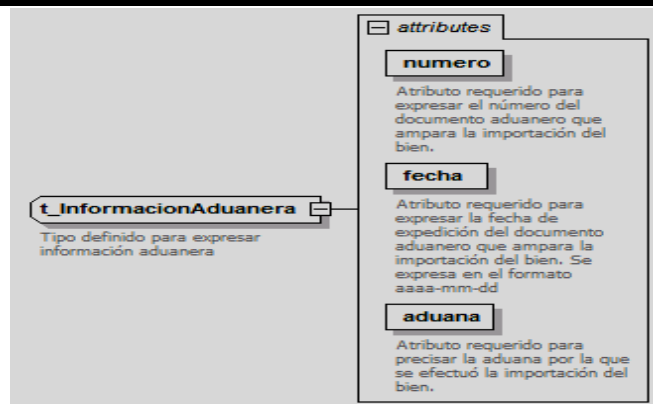 attributes
numero
Atributo requerido para
expresar el número del
documento aduanero que
ampara la importación del
bien.
fecha
t_InformacionAduanera
Tipo definido para expresar
información aduanera
Atributo requerido para
expresar la fecha de
expedición del documento
aduanero que ampara la
importación del bien. Se
expresa en el formato
aaaa-mm-dd
aduana
Atributo requerido para
precisar la aduana por la que
se efectuó la importación del
bien.